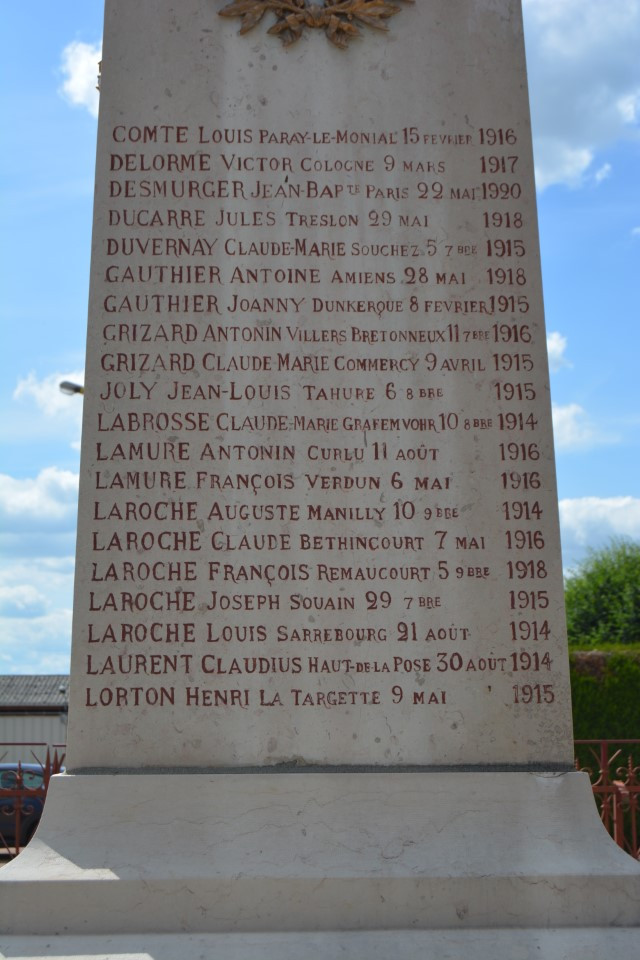 COMTE LOUIS PARAY-LE-MONIAL 15 FEVRIER 1916
DELORME VICTOR COLOGNE 9 MARS 1917
DESMURGER JEAN-BAPTE PARIS 22 MAI 1920
DUCARRE JULES TRESLON 29 MAI 1918
DUVERNAY CLAUDE-MARIE SOUCHEZ 5 7BRE 1915
GAUTHIER ANTOINE AMIENS 28 MAI 1918
GAUTHIER JOANNY DUNKERQUE 8 FEVRIER 1915
GRIZARD ANTONIN VILLERS BRETONNEUX 11 7BRE 1916
GRIZARD CLAUDE MARIE COMMERCY 9 AVRIL 1915
JOLY JEAN-LOUIS TAHURE 6 8BRE 1915
LABROSSE CLAUDE-MARIE GRAFEMVOHR 10 8BRE 1914
LAMURE ANTONIN CURLU 11 AOÛT 1916
LAMURE FRANÇOIS VERDUN 6 MAI 1916
LAROCHE AUGUSTE MANILLY 10 9BRE 1914
LAROCHE CLAUDE BETHINCOURT 7 MAI 1916
LAROCHE FRANÇOIS REMAUCOURT 5 9BRE 1918
LAROCHE JOSEPH SOUAIN 29 7BRE 1915
LAROCHE LOUIS SARREBOURG 21 AOÛT 1914
LAURENT CLAUDIUS HAUT-DE-LA POSE 30 AOÛT 1914
LORTON HENRI LA TARGETTE 9 MAI 1915